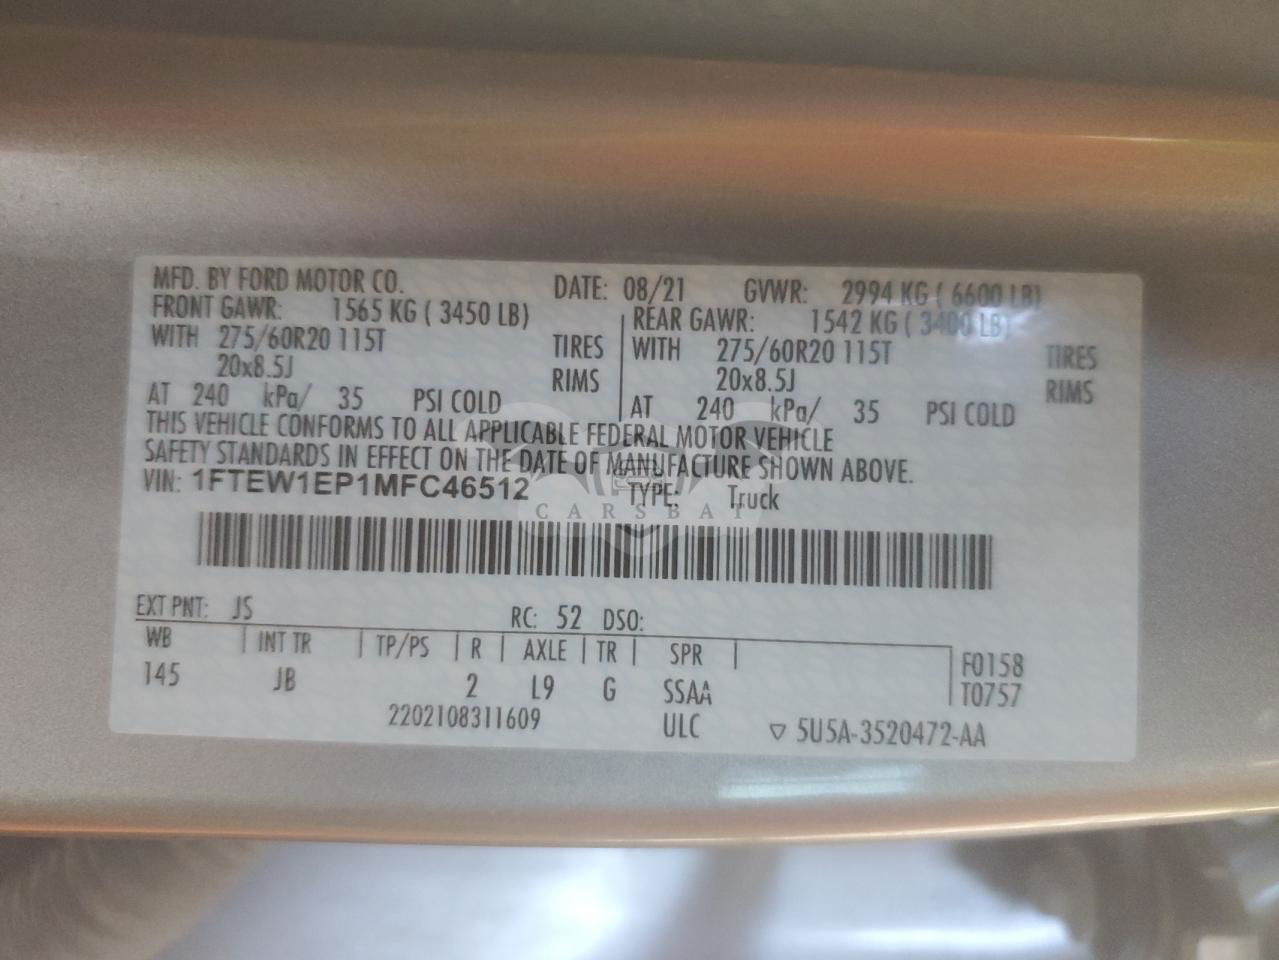 MFD. BY FORD MOTOR CO. DATE: 08/21 GVWR: 2994 KG ( 6600 LB)
FRONT GAWR: 1565 KG ( 3450 LB) REAR GAWR: 1542 KG ( 3400 LB)
WITH 275/60R20 115T TIRES WITH 275/60R20 115T TIRES
20x8.5J RIMS 20x8.5J RIMS
AT 240 kPa/ 35 PSI COLD AT 240 kPa/ 35 PSI COLD
THIS VEHICLE CONFORMS TO ALL APPLICABLE FEDERAL MOTOR VEHICLE
SAFETY STANDARDS IN EFFECT ON THE DATE OF MANUFACTURE SHOWN ABOVE.
VIN: 1FTEW1EP1MFC46512 TYPE: Truck
CARSBAT
EXT PNT: JS RC: 52 DSO:
WB INT TR TP/PS R AXLE TR SPR F0158
145 JB 2 L9 G SSAA T0757
2202108311609 ULC ▽ 5U5A-3520472-AA